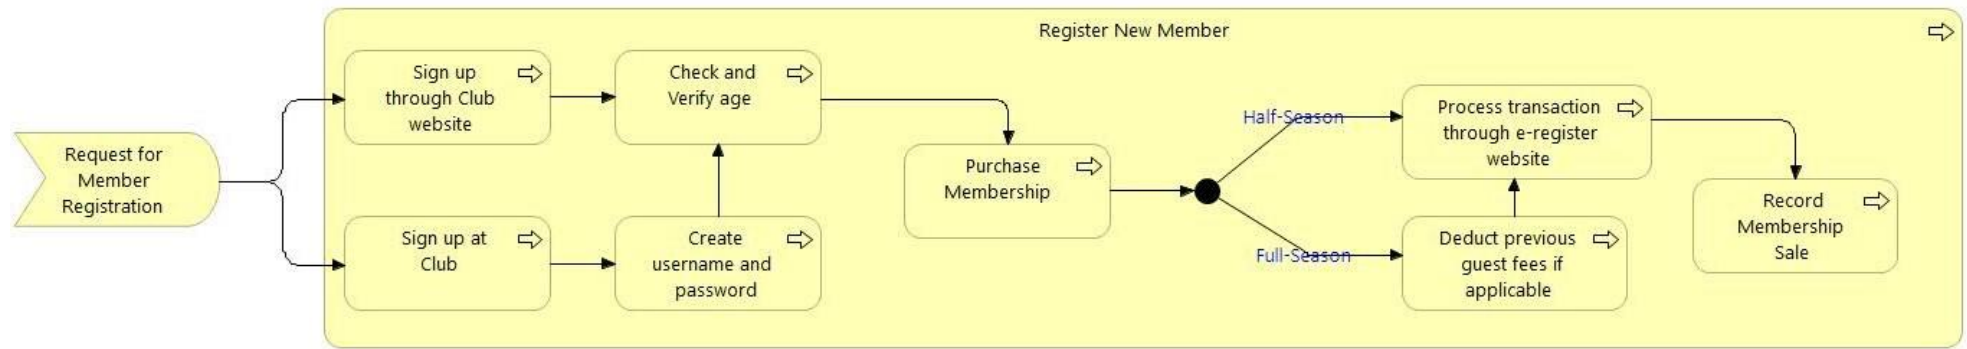 Register New Member
Request for
Member
Registration
Sign up
through Club
website
Check and
Verify age
Sign up at
Club
Create
username and
password
Purchase
Membership
Half-Season
Full-Season
Process transaction
through e-register
website
Deduct previous
guest fees if
applicable
Record
Membership
Sale